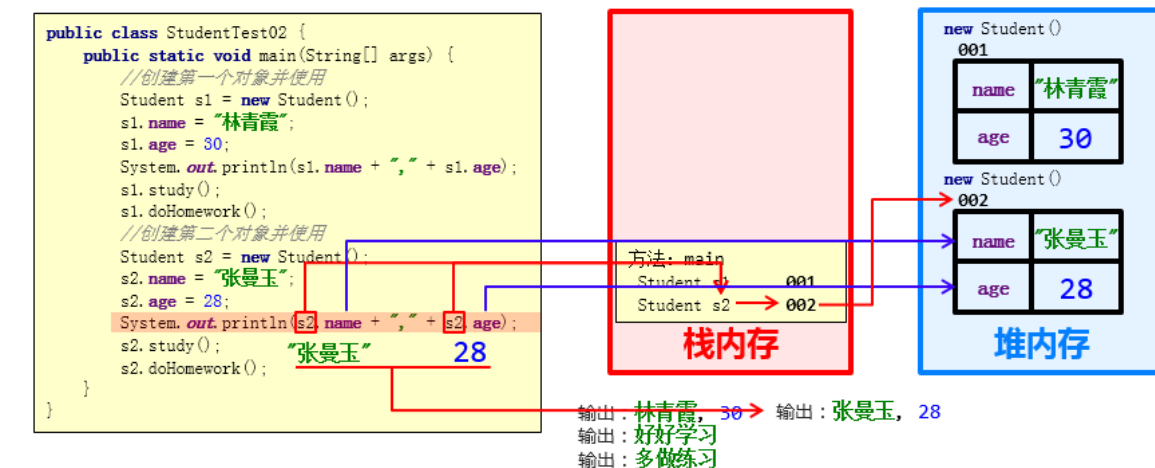 public class StudentTest02 {
public static void main(String[] args) {
//创建第一个对象并使用
Student s1 = new Student();
s1.name = "林青霞";
s1.age = 30;
System.out.println(s1.name + "," + s1.age);
s1.study();
s1.doHomework();
//创建第二个对象并使用
Student s2 = new Student();
s2.name = "张曼玉";
s2.age = 28;
System.out.println(s2.name + "," + s2.age);
s2.study();
s2.doHomework();
}
}
"张曼玉" 28
方法: main
Student s1 001
Student s2 002
栈内存
new Student()
001
name "林青霞"
age 30
new Student()
002
name "张曼玉"
age 28
堆内存
输出：林青霞, 30
输出：好好学习
输出：多做练习
输出：张曼玉, 28